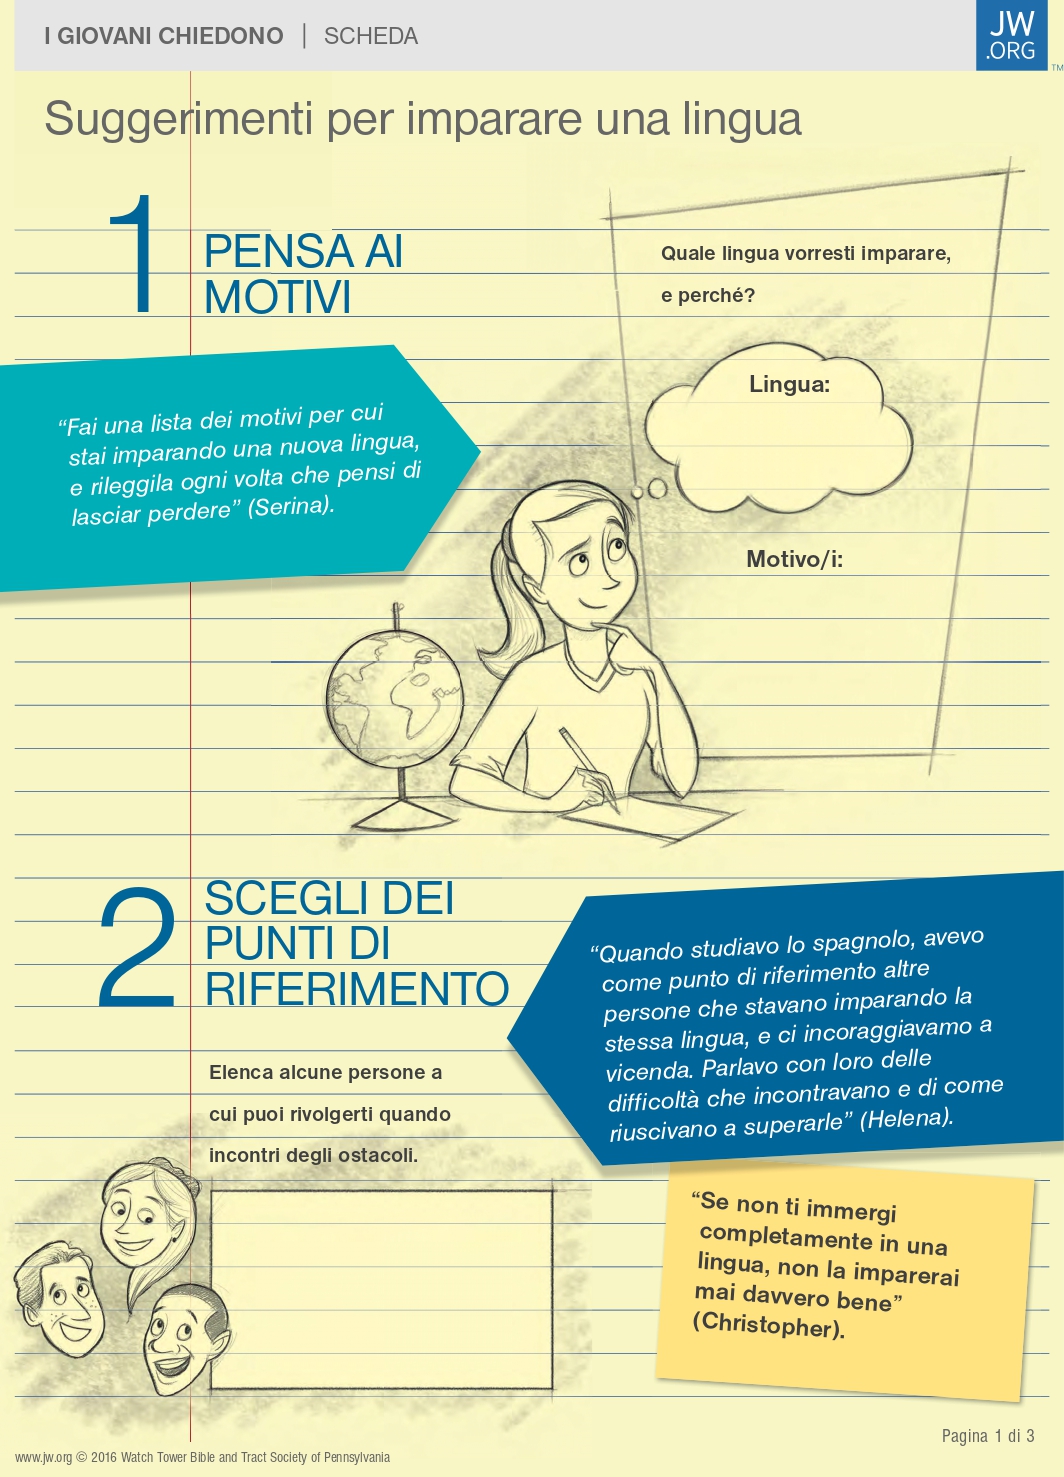 I GIOVANI CHIEDONO | SCHEDA
JW
.ORG
TM
Suggerimenti per imparare una lingua
1
PENSA AI
MOTIVI
Quale lingua vorresti imparare,
e perché?
Lingua:
“Fai una lista dei motivi per cui
stai imparando una nuova lingua,
e rileggila ogni volta che pensi di
lasciar perdere” (Serina).
Motivo/i:
2
SCEGLI DEI
PUNTI DI
RIFERIMENTO
“Quando studiavo lo spagnolo, avevo
come punto di riferimento altre
persone che stavano imparando la
stessa lingua, e ci incoraggiavamo a
vicenda. Parlavo con loro delle
difficoltà che incontravano e di come
riuscivano a superarle” (Helena).
Elenca alcune persone a
cui puoi rivolgerti quando
incontri degli ostacoli.
“Se non ti immergi
completamente in una
lingua, non la imparerai
mai davvero bene”
(Christopher).
Pagina 1 di 3
www.jw.org © 2016 Watch Tower Bible and Tract Society of Pennsylvania